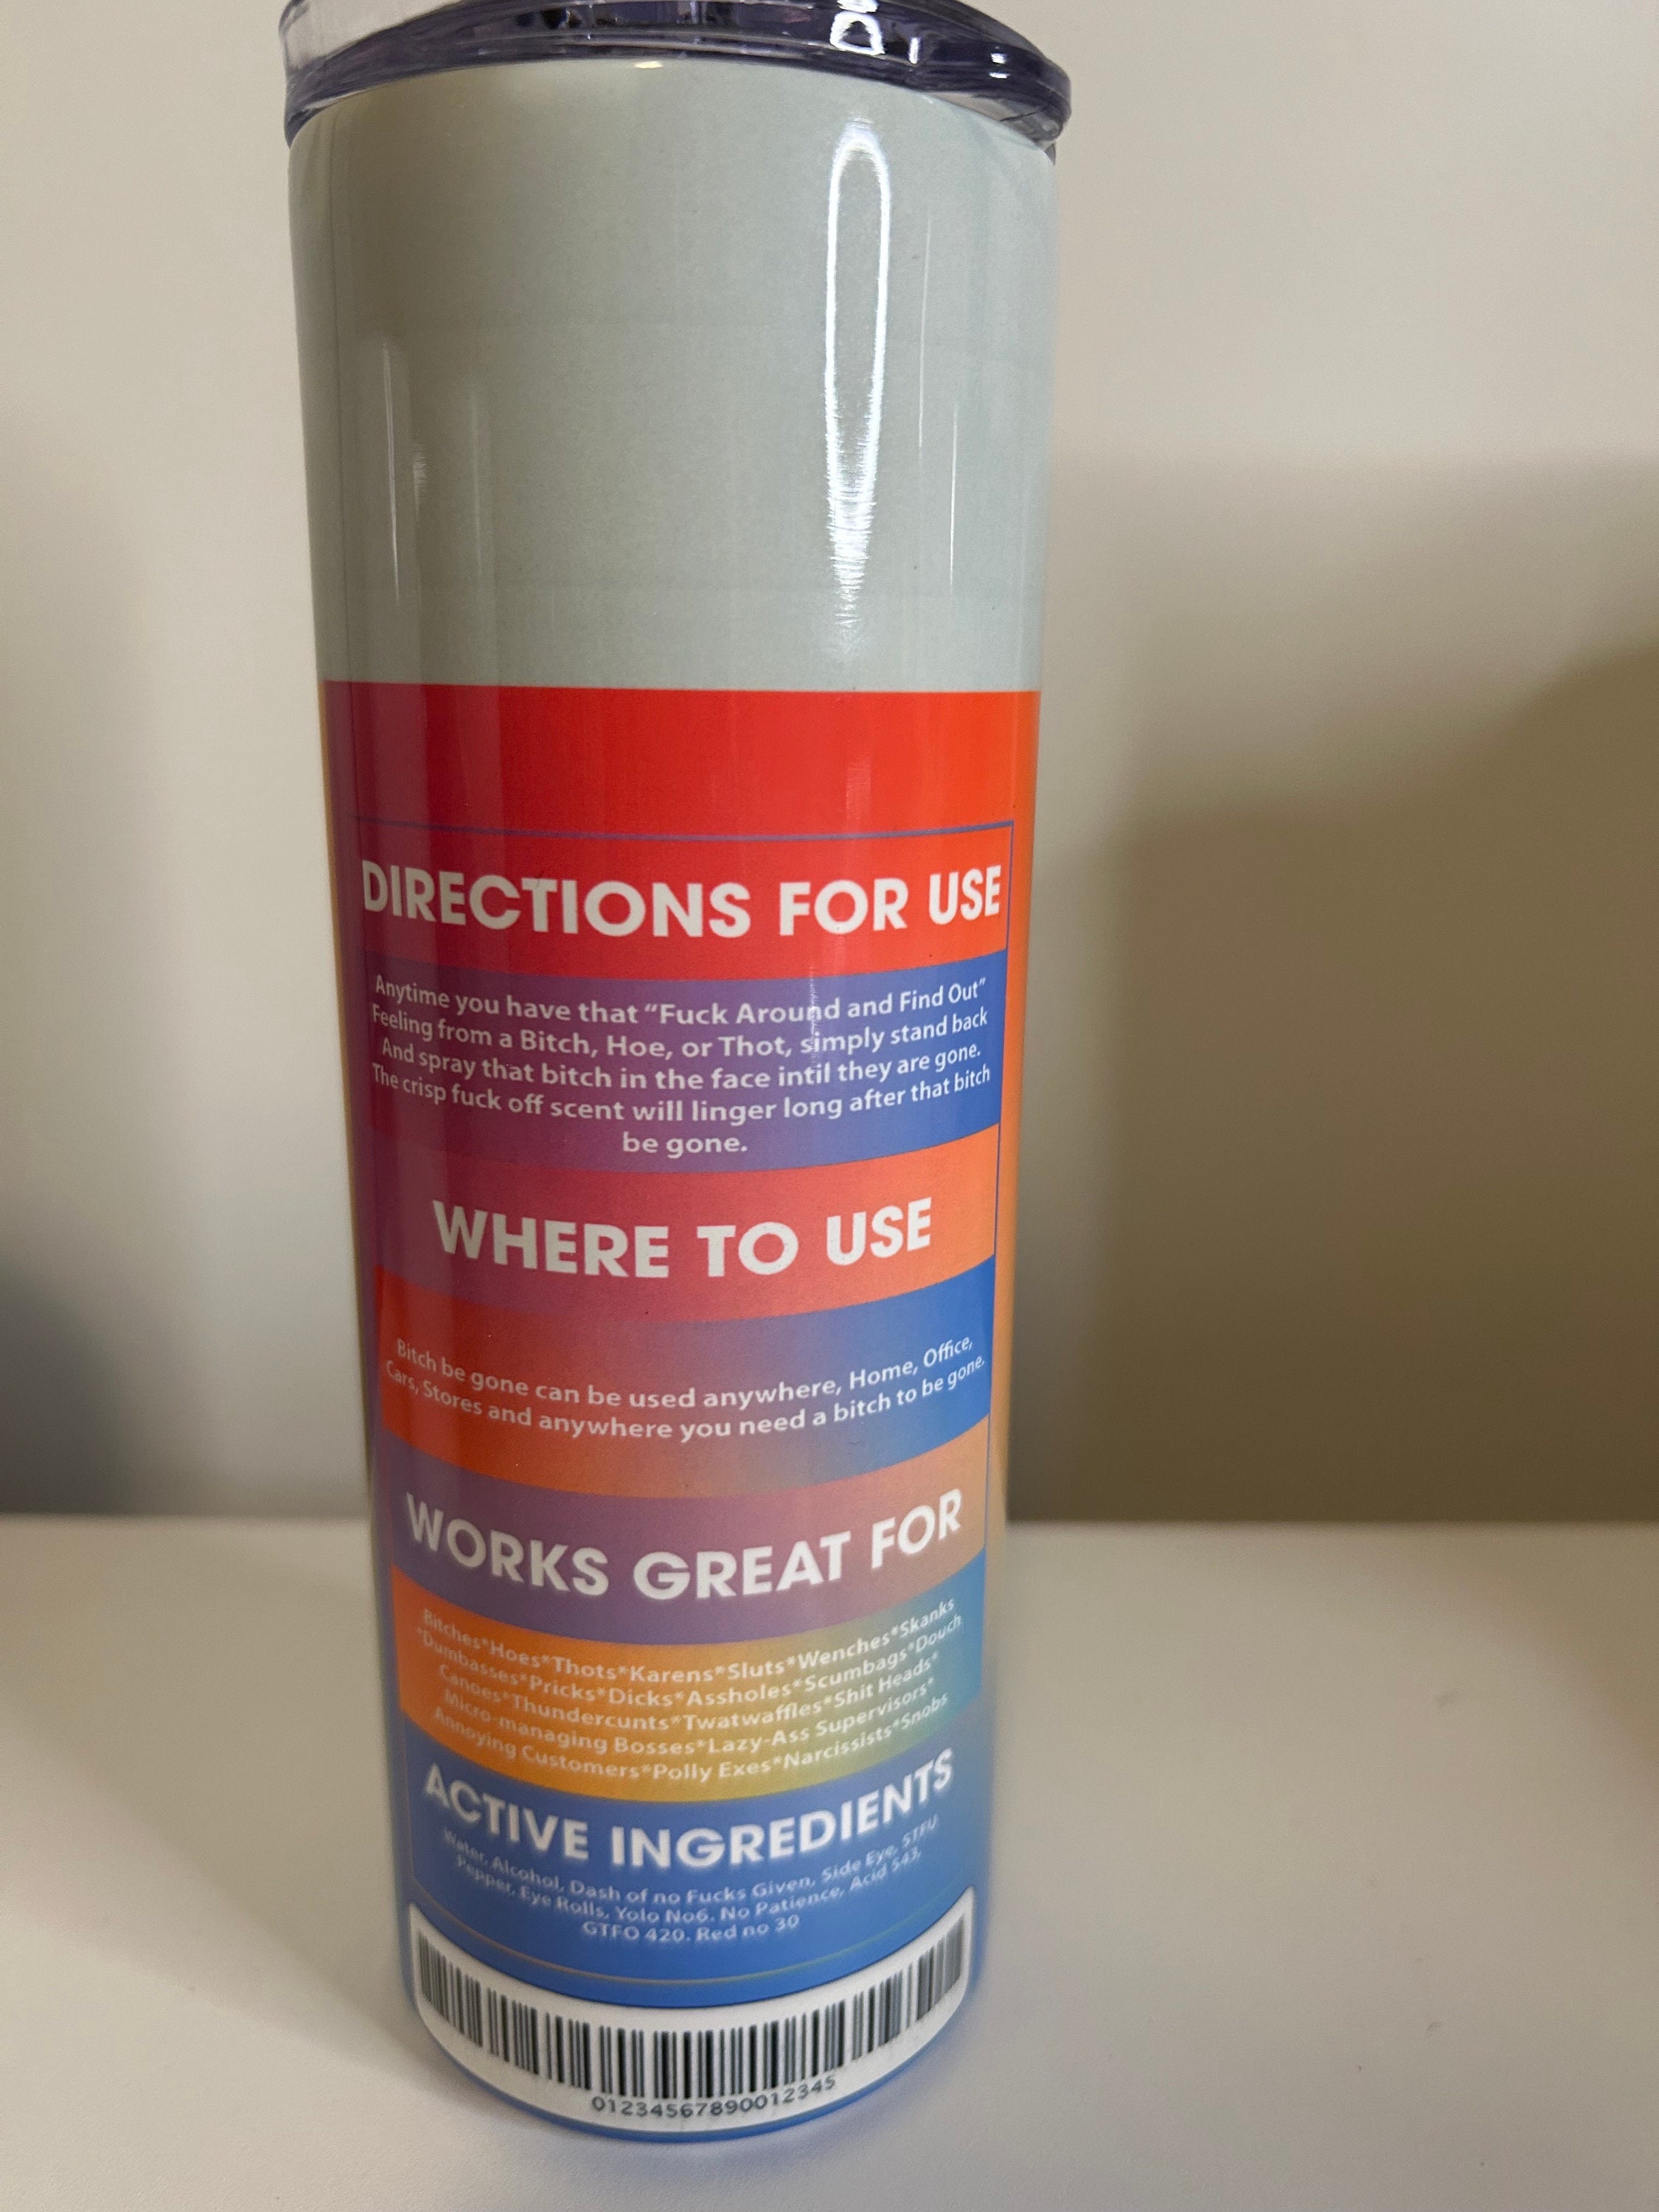 DIRECTIONS FOR USE
Anytime you have that “Fuck Around and Find Out”
Feeling from a Bitch, Hoe, or Thot, simply stand back
And spray that bitch in the face intil they are gone.
The crisp fuck off scent will linger long after that bitch
be gone.
WHERE TO USE
Bitch be gone can be used anywhere, Home, Office,
Cars, Stores and anywhere you need a bitch to be gone.
WORKS GREAT FOR
Bitches*Hoes*Thots*Karens*Sluts*Wenches*Skanks
*Dumbasses*Pricks*Dicks*Assholes*Scumbags*Douch
Canoes*Thundercunts*Twatwaffles*Shit Heads*
Micro-managing Bosses*Lazy-Ass Supervisors*
Annoying Customers*Polly Exes*Narcissists*Snobs
ACTIVE INGREDIENTS
Water, Alcohol, Dash of no Fucks Given, Side Eye, STFU
Pepper, Eye Rolls, Yolo No6. No Patience, Acid 543,
GTFO 420. Red no 30
01234567890012345